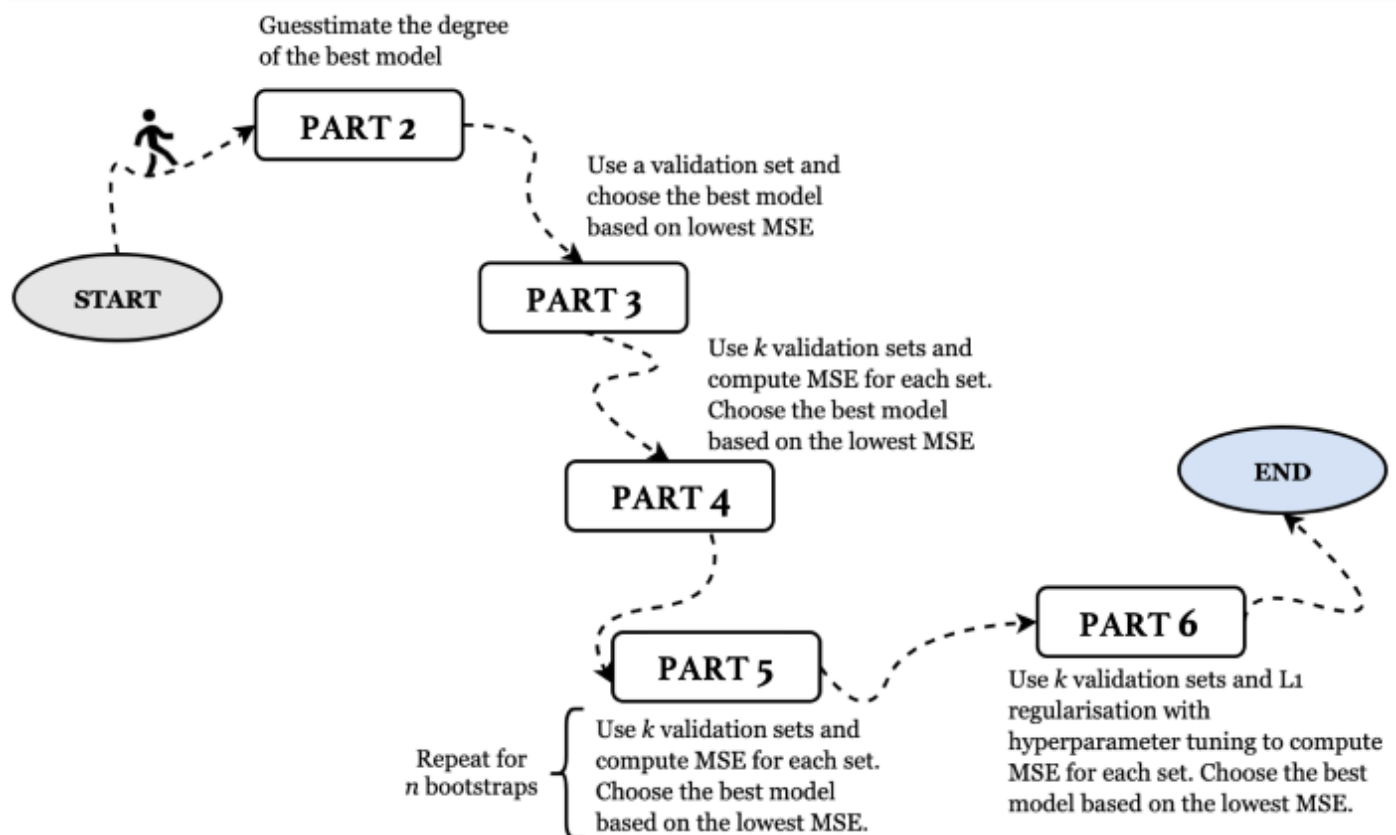 Guesstimate the degree
of the best model
PART 2
Use a validation set and
choose the best model
based on lowest MSE
START
PART 3
Use k validation sets and
compute MSE for each set.
Choose the best model
based on the lowest MSE
PART 4
END
PART 6
PART 5
Use k validation sets and L1
regularisation with
hyperparameter tuning to compute
MSE for each set. Choose the best
model based on the lowest MSE.
Repeat for
n bootstraps
Use k validation sets and
compute MSE for each set.
Choose the best model
based on the lowest MSE.